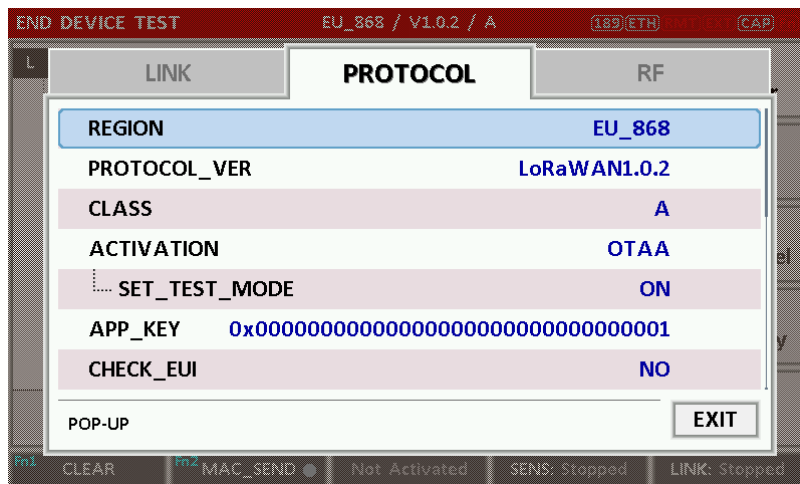 END DEVICE TEST EU_868 / V1.0.2 / A (189) (ETH) (CAP)
L
LINK PROTOCOL RF
REGION EU_868
PROTOCOL_VER LoRaWAN1.0.2
CLASS A
ACTIVATION OTAA
SET_TEST_MODE ON
APP_KEY 0x00000000000000000000000000000001
CHECK_EUI NO
POP-UP EXIT
Fn1 CLEAR Fn2 MAC_SEND Not Activated SENS: Stopped LINK: Stopped